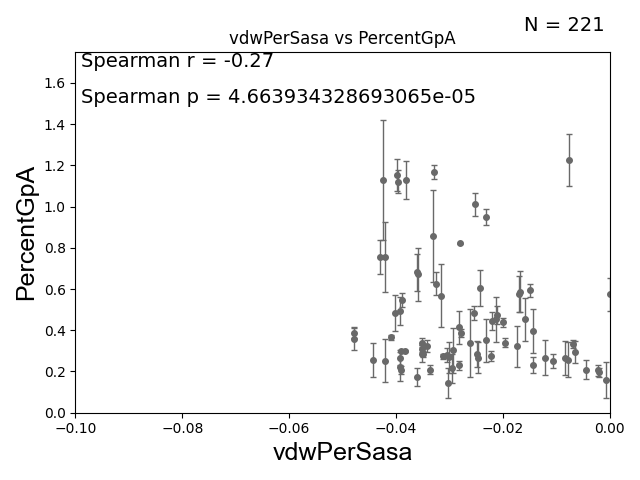 N = 221
vdwPerSasa vs PercentGpA
Spearman r = -0.27
Spearman p = 4.663934328693065e-05
PercentGpA
1.6
1.4
1.2
1.0
0.8
0.6
0.4
0.2
0.0
−0.10 −0.08 −0.06 −0.04 −0.02 0.00
vdwPerSasa